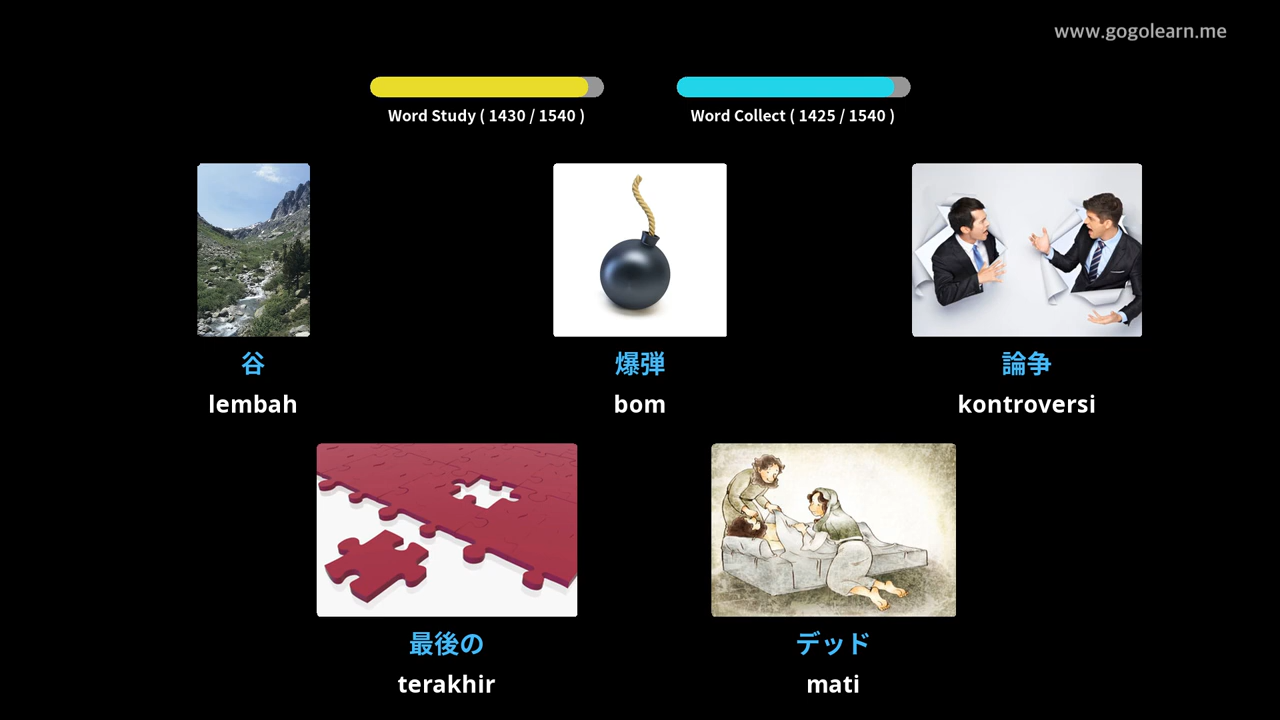 www.gogolearn.me
Word Study ( 1430 / 1540 )
Word Collect ( 1425 / 1540 )
谷
lembah
爆弾
bom
論争
kontroversi
最後の
terakhir
デッド
mati